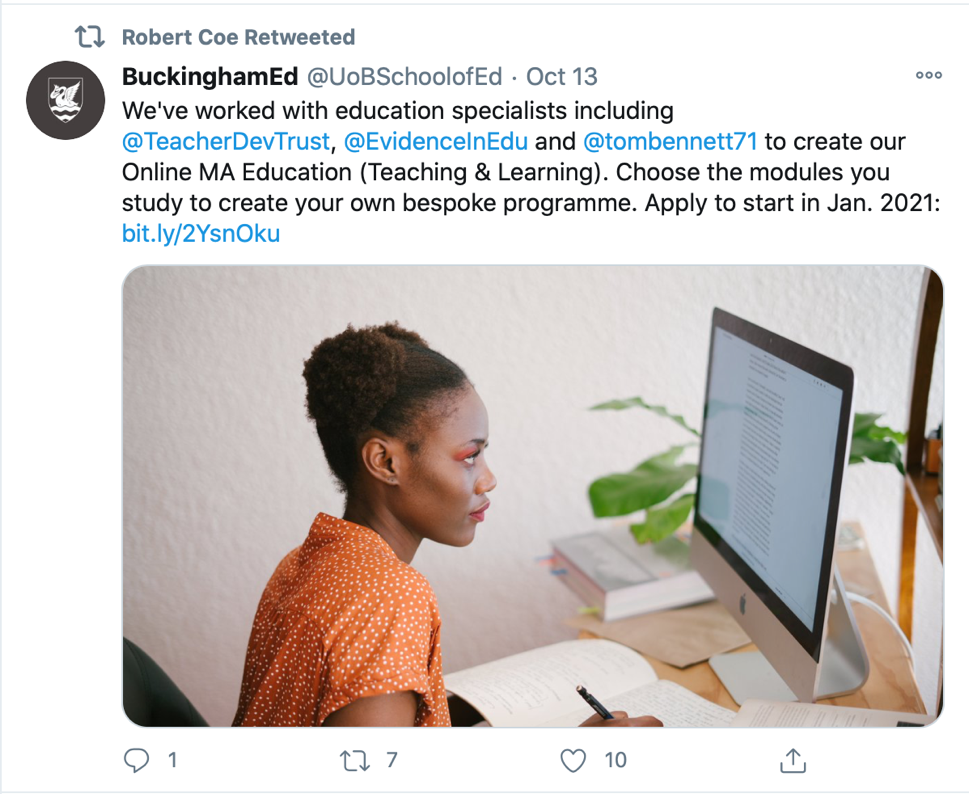 Robert Coe Retweeted
BuckinghamEd @UoBSchoolofEd · Oct 13
We've worked with education specialists including
@TeacherDevTrust, @EvidenceInEdu and @tombennett71 to create our
Online MA Education (Teaching & Learning). Choose the modules you
study to create your own bespoke programme. Apply to start in Jan. 2021:
bit.ly/2YsnOku
1 7 10